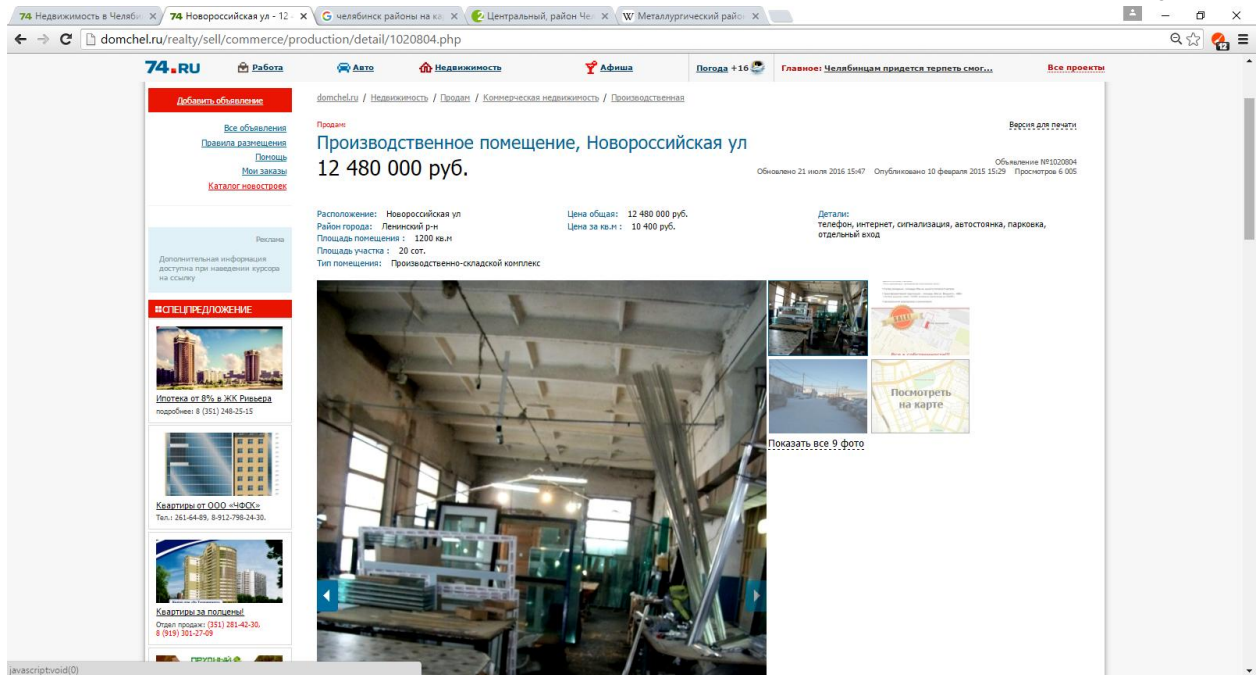 74 Недвижимость в Челяби
74 Новороссийская ул - 12 -
челябинск районы на ка
Центральный, район Чел
Металлургический район
domchel.ru/realty/sell/commerce/production/detail/1020804.php
12
74.RU
Работа
Авто
Недвижимость
Афиша
Погода +16
Главное: Челябинцам придется терпеть смог...
Все проекты
Добавить объявление
Все объявления
Правила размещения
Помощь
Мои заказы
Каталог новостроек
Реклама
Дополнительная информация
доступна при наведении курсора
на ссылку
СПЕЦПРЕДЛОЖЕНИЕ
Ипотека от 8% в ЖК Ривьера
подробнее: 8 (351) 248-25-15
Квартиры от ООО «ЧФСК»
Тел.: 261-64-89, 8-912-798-24-30.
Квартиры за полцены!
Отдел продаж: (351) 281-42-30,
8 (919) 301-27-09
domchel.ru / Недвижимость / Продам / Коммерческая недвижимость / Производственная
Продам:
Версия для печати
Производственное помещение, Новороссийская ул
12 480 000 руб.
Объявление №1020804
Обновлено 21 июля 2016 15:47 Опубликовано 10 февраля 2015 15:29 Просмотров 6 005
Расположение: Новороссийская ул
Район города: Ленинский р-н
Площадь помещения : 1200 кв.м
Площадь участка : 20 сот.
Тип помещения: Производственно-складской комплекс
Цена общая: 12 480 000 руб.
Цена за кв.м : 10 400 руб.
Детали:
телефон, интернет, сигнализация, автостоянка, парковка,
отдельный вход
Посмотреть
на карте
Показать все 9 фото
javascript:void(0)